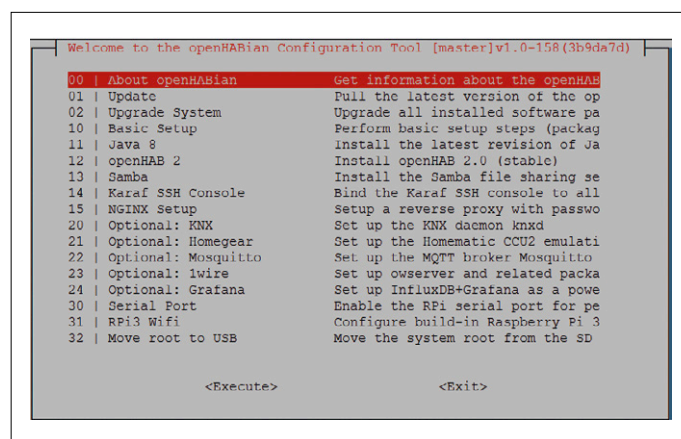 Welcome to the openHABian Configuration Tool [master]v1.0-158(3b9da7d)
00 | About openHABian Get information about the openHAB
01 | Update Pull the latest version of the op
02 | Upgrade System Upgrade all installed software pa
10 | Basic Setup Perform basic setup steps (packag
11 | Java 8 Install the latest revision of Ja
12 | openHAB 2 Install openHAB 2.0 (stable)
13 | Samba Install the Samba file sharing se
14 | Karaf SSH Console Bind the Karaf SSH console to all
15 | NGINX Setup Setup a reverse proxy with passwo
20 | Optional: KNX Set up the KNX daemon knxd
21 | Optional: Homegear Set up the Homematic CCU2 emulati
22 | Optional: Mosquitto Set up the MQTT broker Mosquitto
23 | Optional: 1wire Set up owserver and related packa
24 | Optional: Grafana Set up InfluxDB+Grafana as a powe
30 | Serial Port Enable the RPi serial port for pe
31 | RPi3 Wifi Configure build-in Raspberry Pi 3
32 | Move root to USB Move the system root from the SD
<Execute> <Exit>